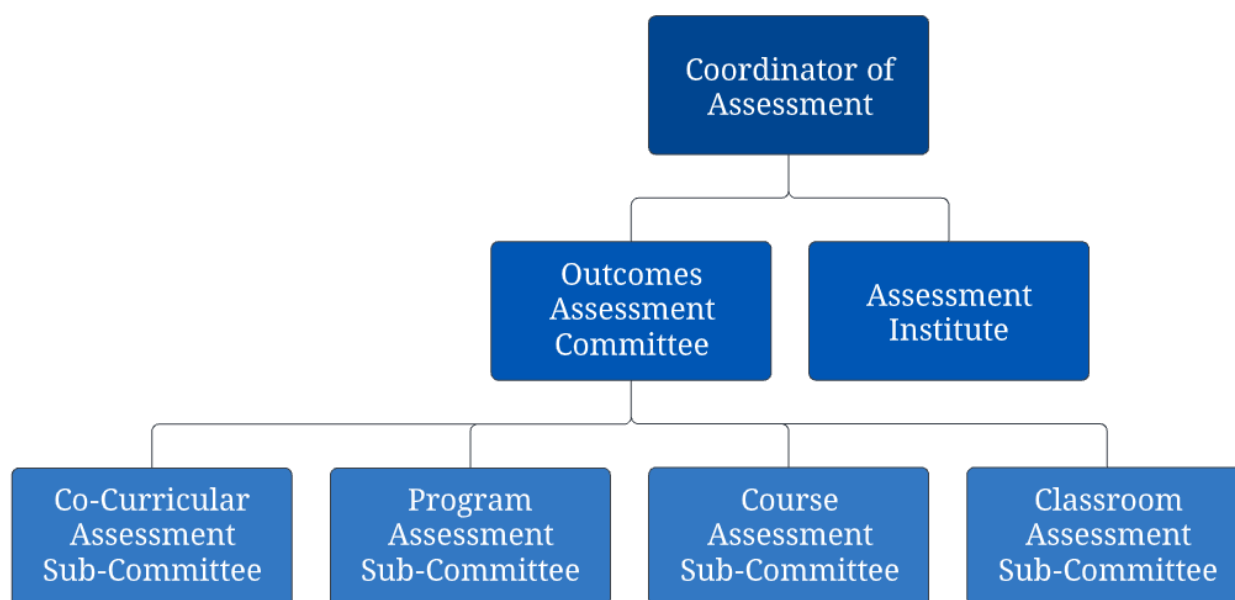 Coordinator of
Assessment
Outcomes
Assessment
Committee
Assessment
Institute
Co-Curricular
Assessment
Sub-Committee
Program
Assessment
Sub-Committee
Course
Assessment
Sub-Committee
Classroom
Assessment
Sub-Committee